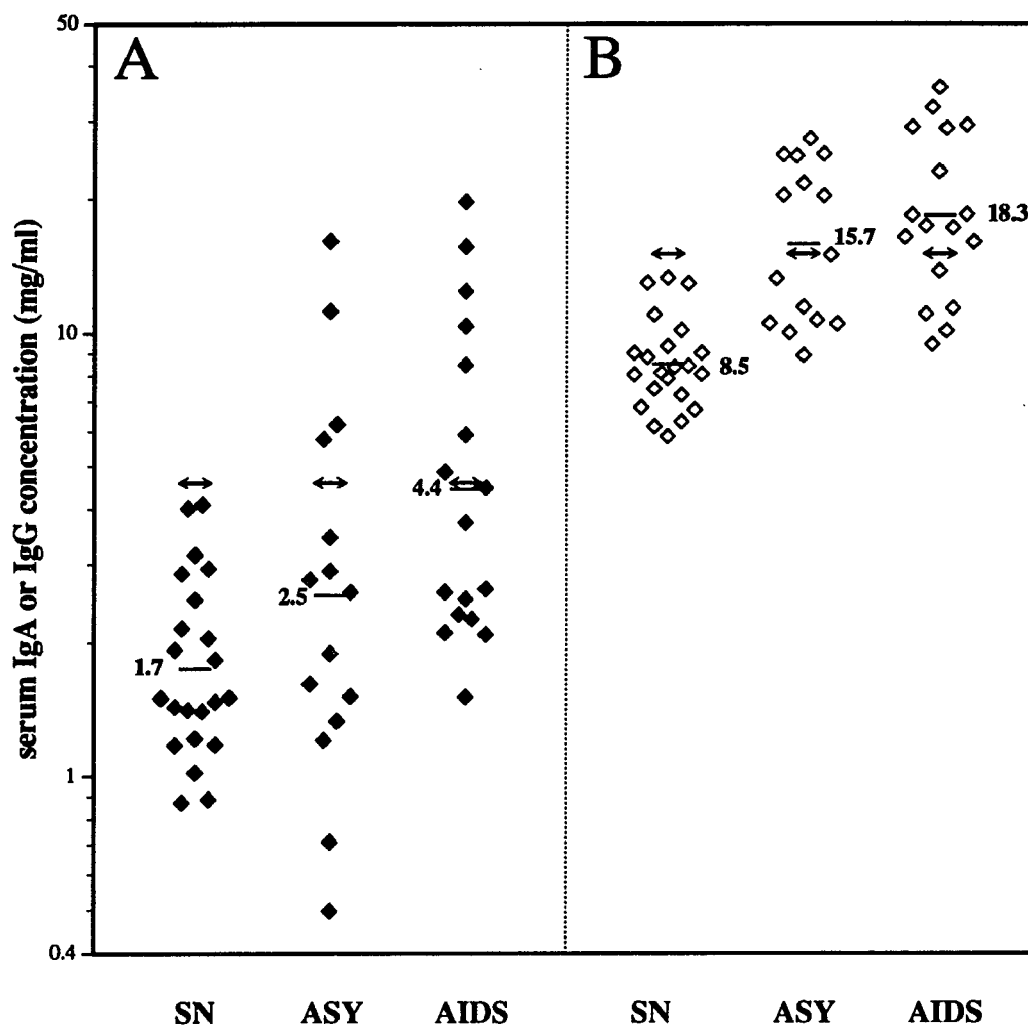 50
A
B
18.3
15.7
10
8.5
4.4
2.5
1.7
1
0.4
serum IgA or IgG concentration (mg/ml)
SN ASY AIDS SN ASY AIDS